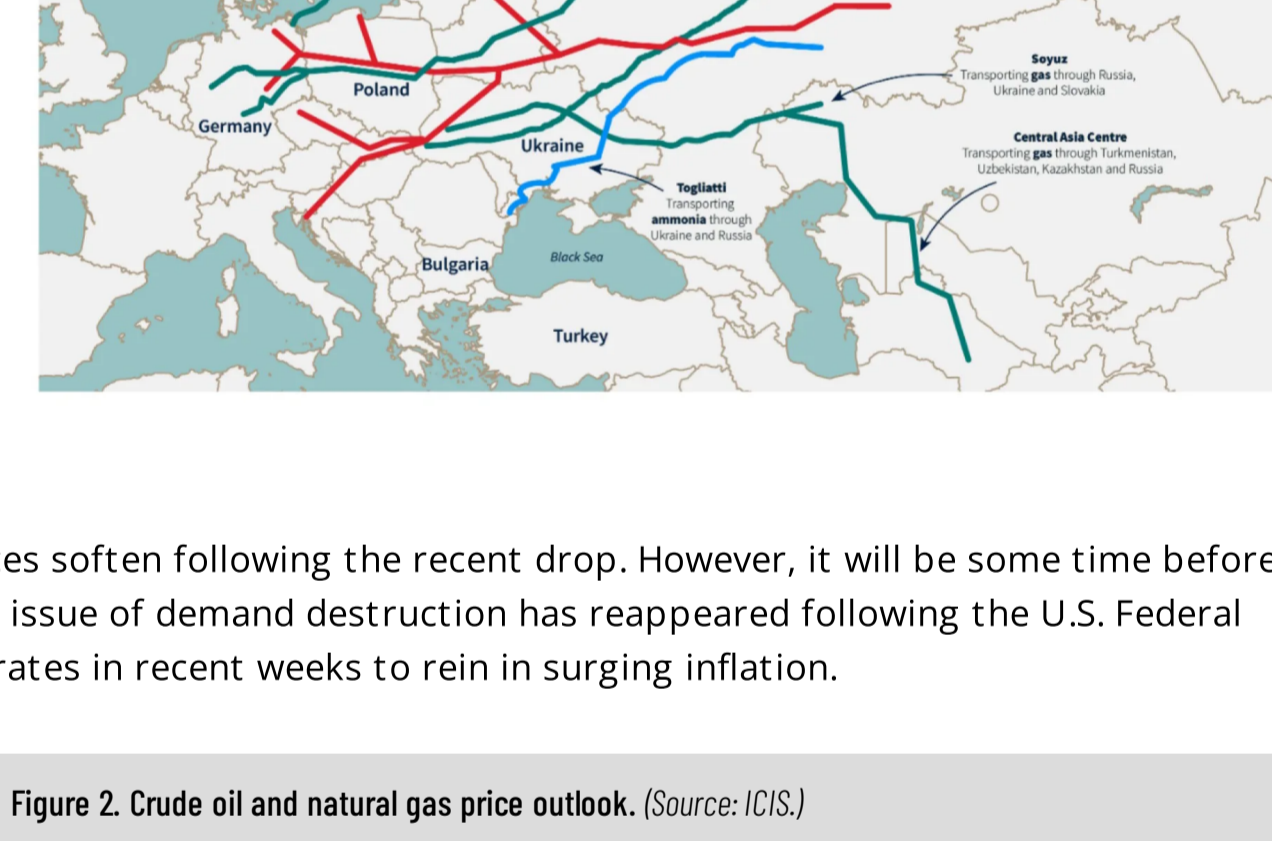 Soyuz
Transporting gas through Russia,
Ukraine and Slovakia
Poland
Germany
Central Asia Centre
Transporting gas through Turkmenistan,
Uzbekistan, Kazakhstan and Russia
Ukraine
Togliatti
Transporting
ammonia through
Ukraine and Russia
Bulgaria
Black Sea
Turkey
es soften following the recent drop. However, it will be some time before
issue of demand destruction has reappeared following the U.S. Federal
rates in recent weeks to rein in surging inflation.
Figure 2. Crude oil and natural gas price outlook. (Source: ICIS.)